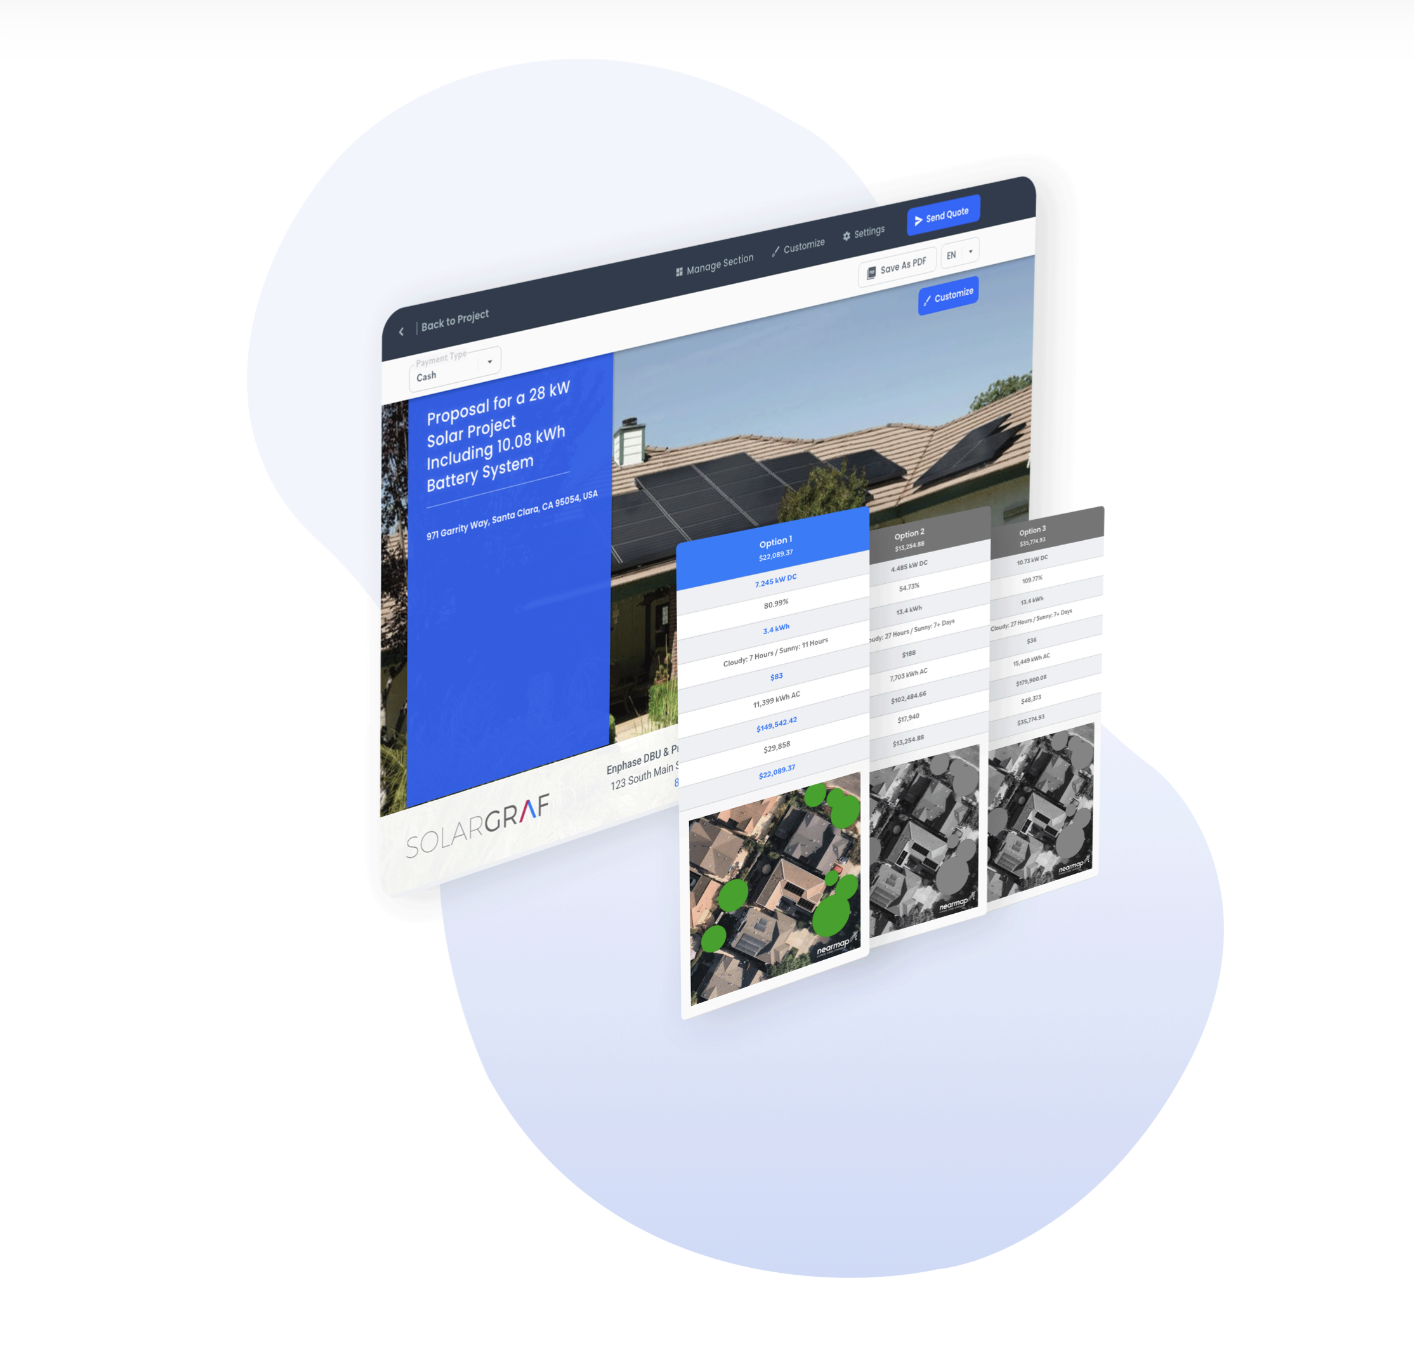 Back to Project
Manage Section
Customize
Settings
Send Quote
Payment Type
Cash
Save As PDF
EN
Customize
Proposal for a 28 kW
Solar Project
Including 10.08 kWh
Battery System
971 Garrity Way, Santa Clara, CA 95054, USA
SOLARGRAF
Enphase DBU & P
123 South Main S
8
Option 1
$22,089.37
7.245 kW DC
80.99%
3.4 kWh
Cloudy: 7 Hours / Sunny: 11 Hours
$83
11,399 kWh AC
$149,542.42
$29,858
$22,089.37
nearmap
Option 2
$13,254.88
4.485 kW DC
54.73%
13.4 kWh
oudy: 27 Hours / Sunny: 7+ Days
$188
7,703 kWh AC
$102,484.66
$17,940
$13,254.88
nearmap
Option 3
$35,774.93
10.73 kW DC
109.77%
13.4 kWh
Cloudy: 27 Hours / Sunny: 7+ Days
$36
15,449 kWh AC
$179,900.08
$48,373
$35,774.93
nearmap